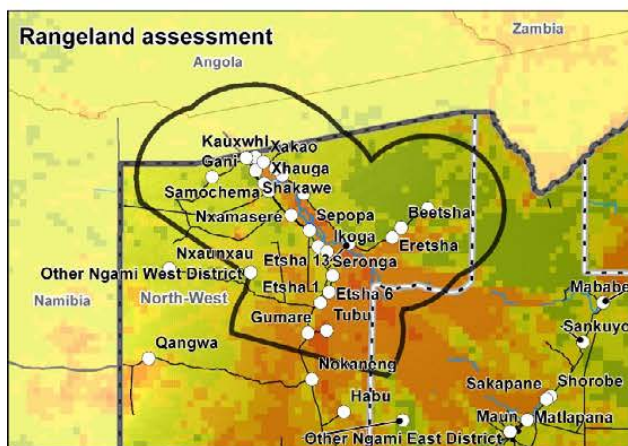 Rangeland assessment
Zambia
Angola
Kauxwhi
Xakao
Gani
Xhauga
Shakawe
Samochema
Nxamasere
Sepopa
Beetsha
Ikoga
Eretsha
Nxaunxau
Etsha 13
Seronga
Other Ngami West District
Etsha 1
Etsha 6
Namibia
North-West
Mababe
Gumare
Tubu
Sankuyo
Qangwa
Nokaneng
Sakapane
Shorobe
Habu
Maun
Matlapana
Other Ngami East District